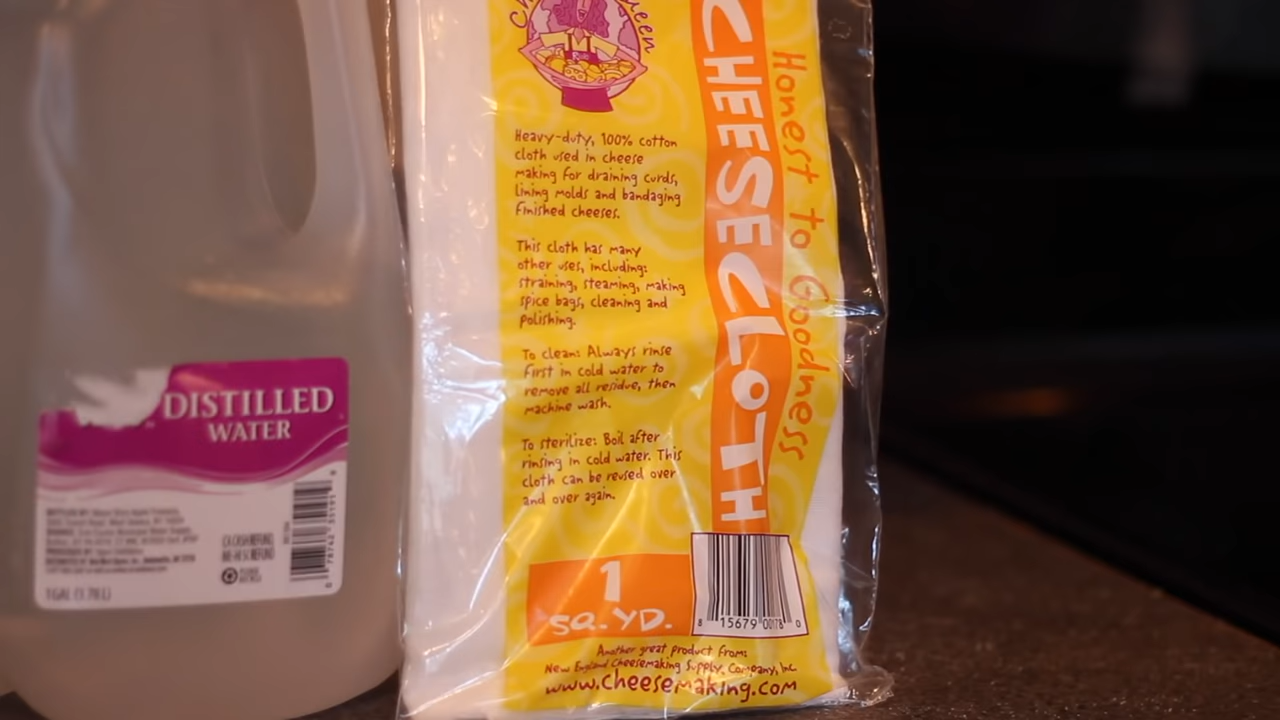 DISTILLED
WATER
1 GAL (3.78 L)
Heavy-duty, 100% cotton
cloth used in cheese
making for draining curds,
lining molds and bandaging
finished cheeses.
This cloth has many
other uses, including:
straining, steaming, making
spice bags, cleaning and
polishing.
To clean: Always rinse
first in cold water to
remove all residue, then
machine wash.
To sterilize: Boil after
rinsing in cold water. This
cloth can be reused over
and over again.
CHEESECLOTH
Honest to Goodness
1
SQ. YD.
8 15679 00178 0
Another great product from:
New England Cheesemaking Supply Company, Inc.
www.cheesemaking.com